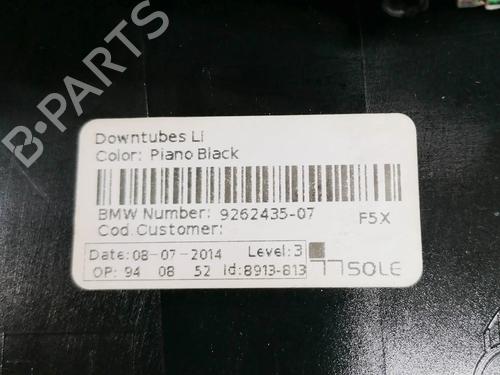 Downtubes Li
Color: Piano Black
BMW Number: 9262435-07 F5X
Cod.Customer:
Date:08-07-2014 Level:3
OP: 94 08 52 Id:8913-813
SOLE